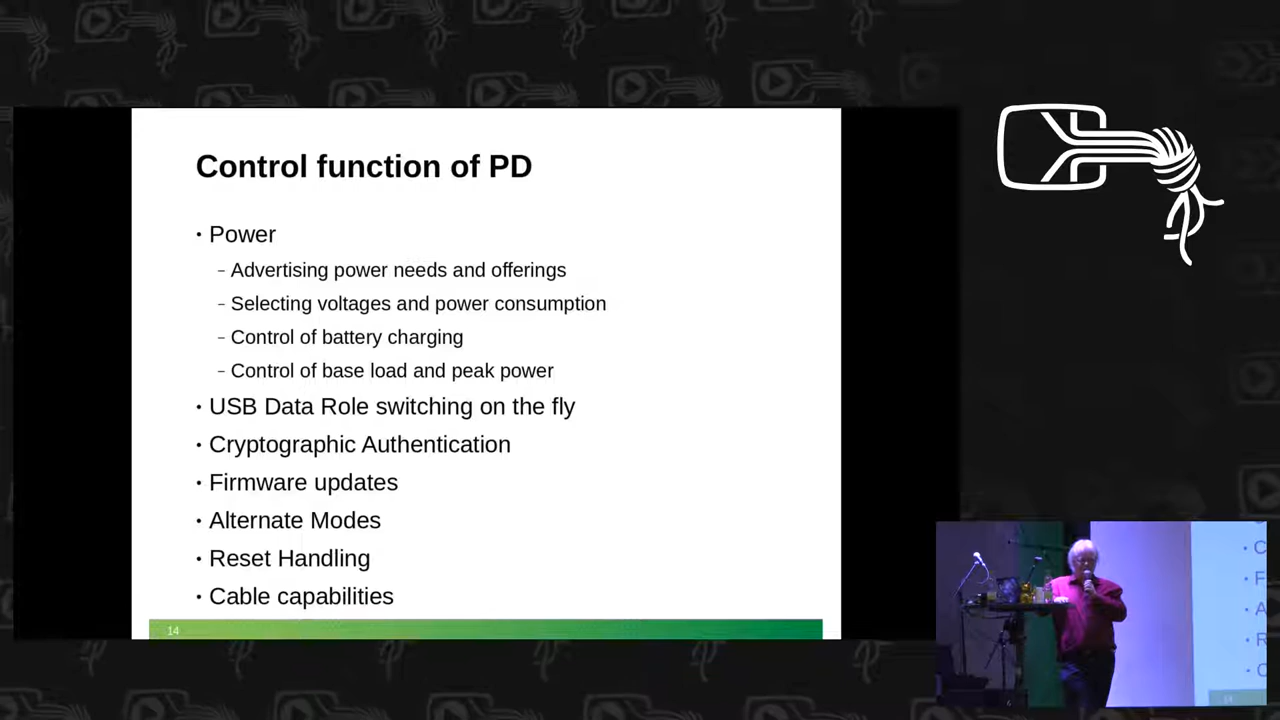 Control function of PD
• Power
– Advertising power needs and offerings
– Selecting voltages and power consumption
– Control of battery charging
– Control of base load and peak power
• USB Data Role switching on the fly
• Cryptographic Authentication
• Firmware updates
• Alternate Modes
• Reset Handling
• Cable capabilities
14